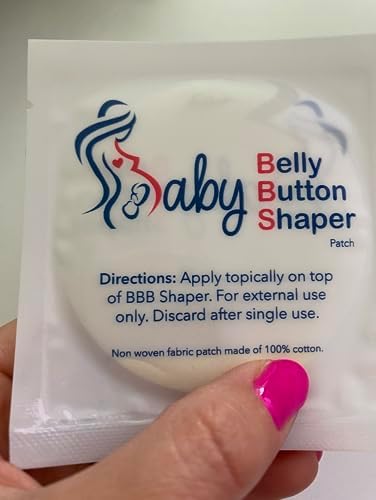 Baby Belly
Button
Shaper
Patch
Directions: Apply topically on top
of BBB Shaper. For external use
only. Discard after single use.
Non woven fabric patch made of 100% cotton.